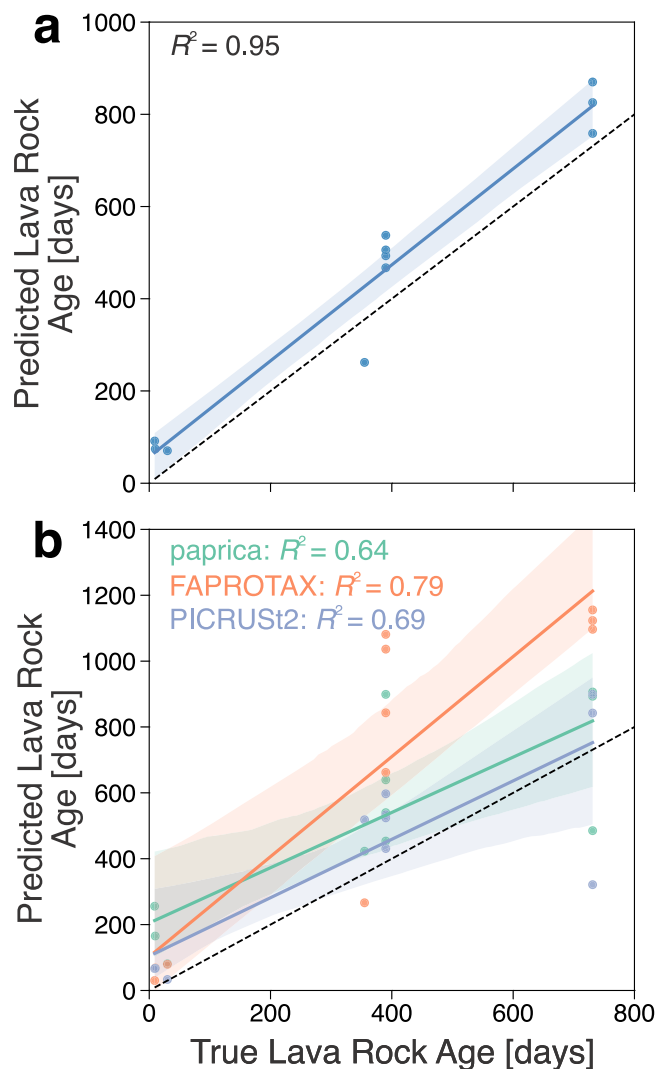 a
R² = 0.95
1000
800
600
400
200
0
Predicted Lava Rock
Age [days]
b
paprica: R² = 0.64
FAPROTAX: R² = 0.79
PICRUSt2: R² = 0.69
1400
1200
1000
800
600
400
200
0
Predicted Lava Rock
Age [days]
0 200 400 600 800
True Lava Rock Age [days]